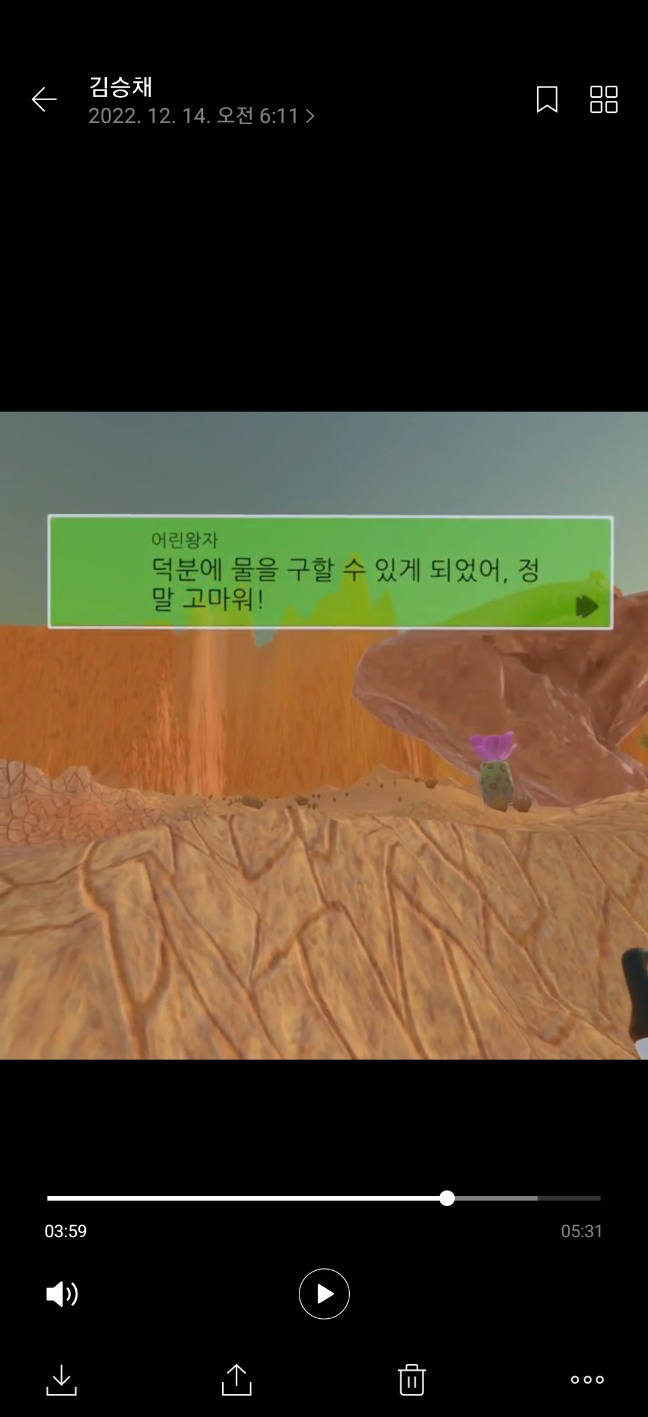 김승채
2022. 12. 14. 오전 6:11
어린왕자
덕분에 물을 구할 수 있게 되었어, 정
말 고마워!
03:59
05:31